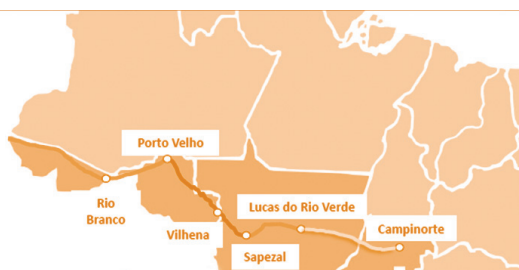 Porto Velho
Rio
Branco
Lucas do Rio Verde
Vilhena
Campinorte
Sapezal